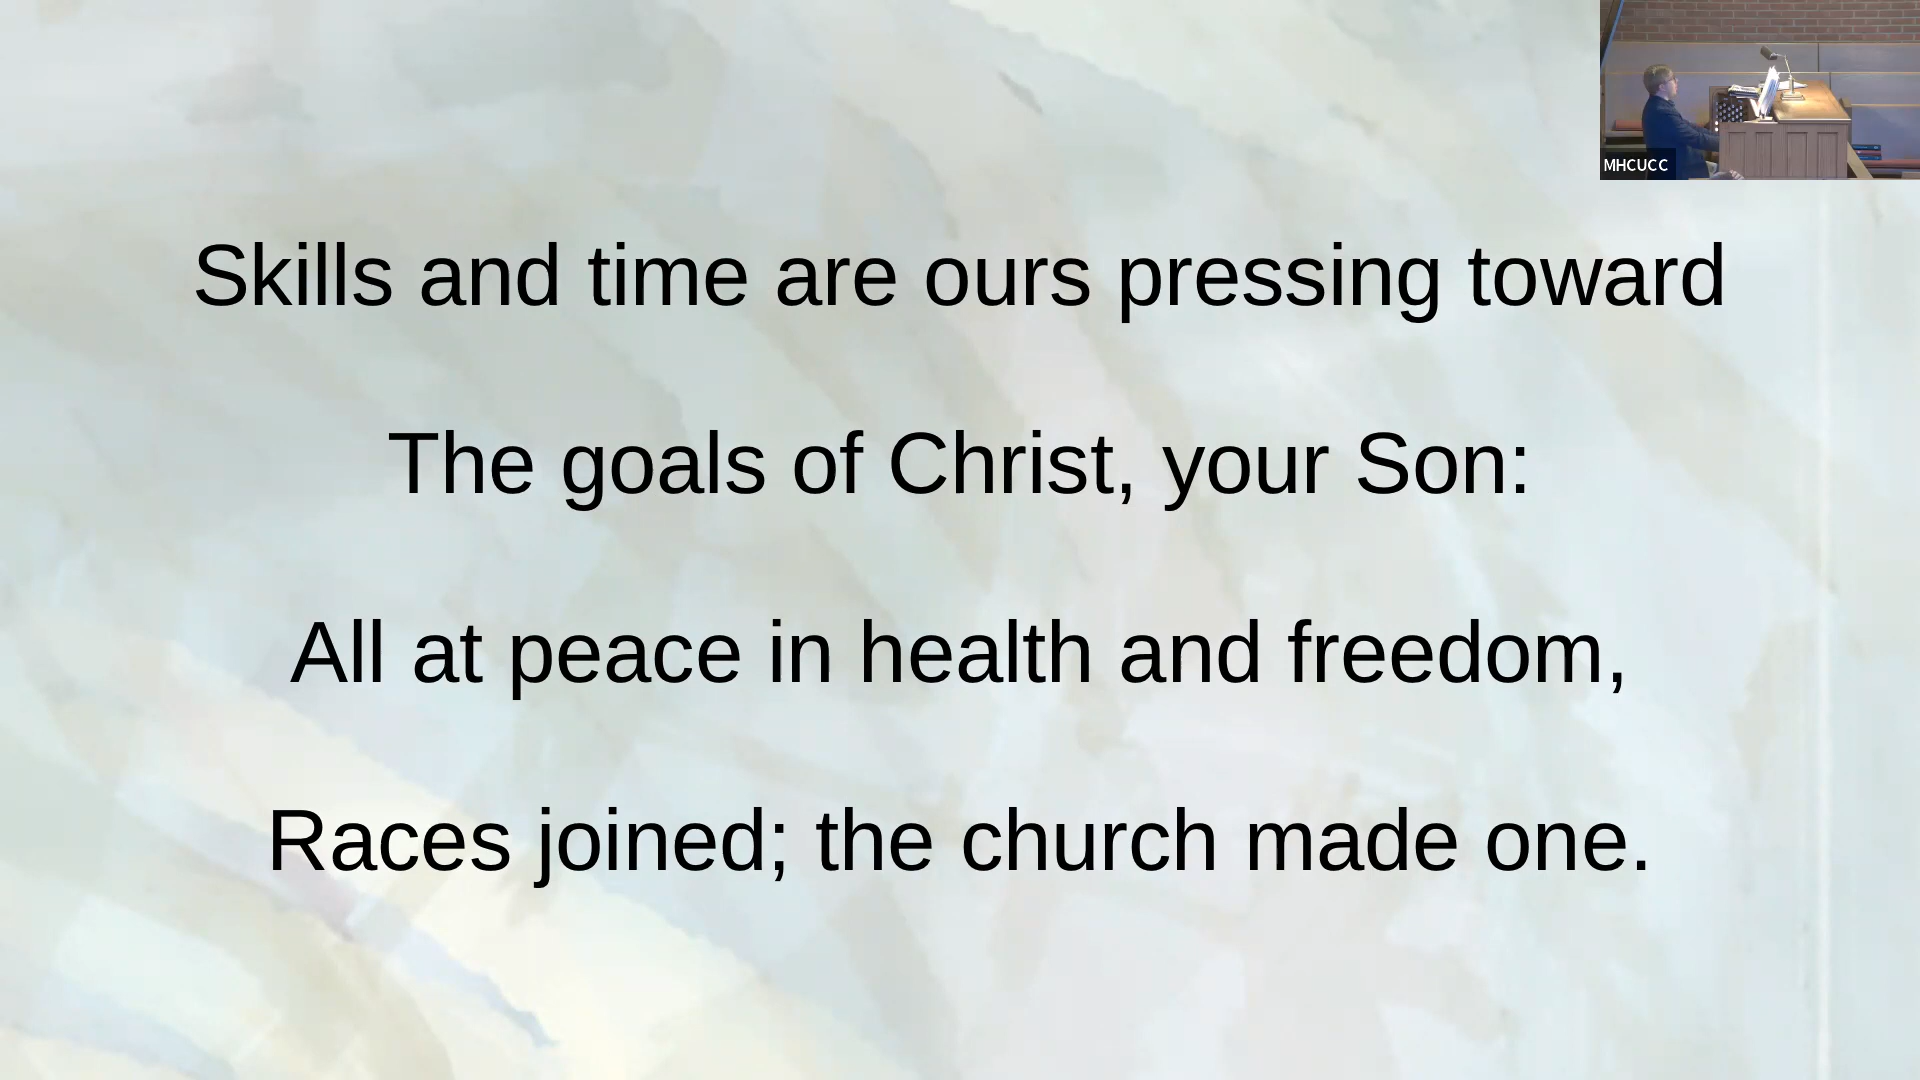 MHCUCC
Skills and time are ours pressing toward
The goals of Christ, your Son:
All at peace in health and freedom,
Races joined; the church made one.